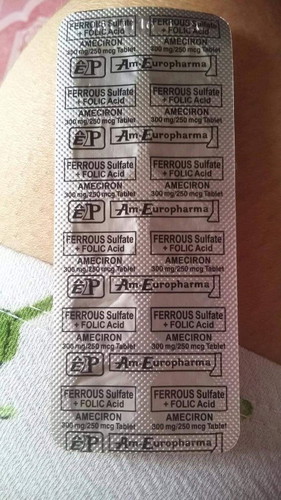 FERROUS Sulfate FERROUS Sulfate
+ FOLIC Acid + FOLIC Acid
AMECIRON AMECIRON
300 mg/250 mcg Tablet 300 mg/250 mcg Tablet
EP Am-Europharma
FERROUS Sulfate FERROUS Sulfate
+ FOLIC Acid + FOLIC Acid
AMECIRON AMECIRON
300 mg/250 mcg Tablet 300 mg/250 mcg Tablet
EP Am-Europharma
FERROUS Sulfate FERROUS Sulfate
+ FOLIC Acid + FOLIC Acid
AMECIRON AMECIRON
300 mg/250 mcg Tablet 300 mg/250 mcg Tablet
EP Am-Europharma
FERROUS Sulfate FERROUS Sulfate
+ FOLIC Acid + FOLIC Acid
AMECIRON AMECIRON
300 mg/250 mcg Tablet 300 mg/250 mcg Tablet
EP Am-Europharma
FERROUS Sulfate FERROUS Sulfate
+ FOLIC Acid + FOLIC Acid
AMECIRON AMECIRON
300 mg/250 mcg Tablet 300 mg/250 mcg Tablet
EP Am-Europharma
FERROUS Sulfate FERROUS Sulfate
+ FOLIC Acid + FOLIC Acid
AMECIRON AMECIRON
300 mg/250 mcg Tablet 300 mg/250 mcg Tablet
EP Am-Europharma